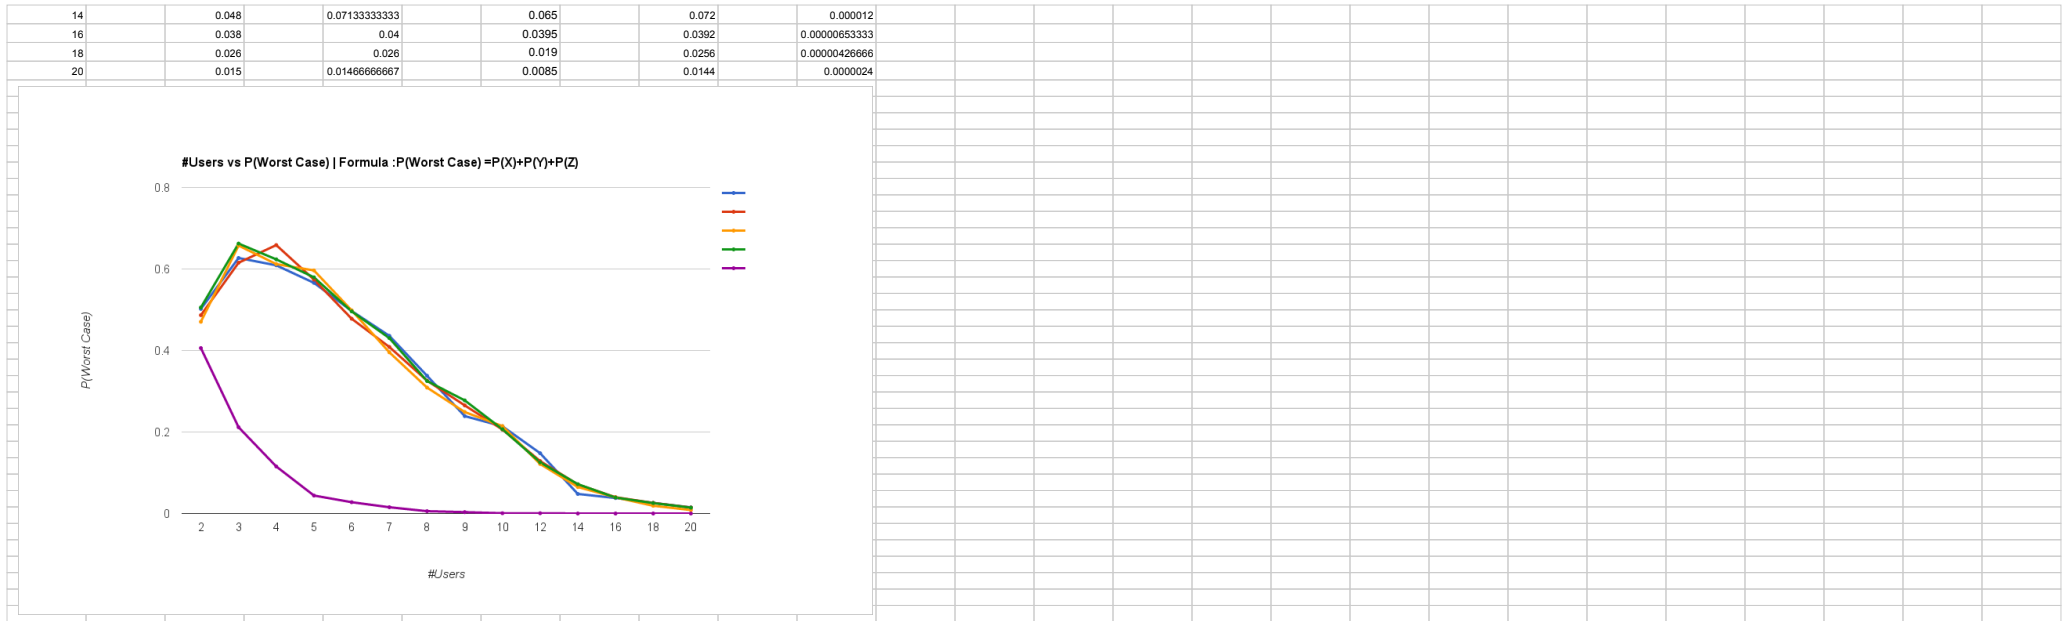 14 0.048 0.07133333333 0.065 0.072 0.000012
16 0.038 0.04 0.0395 0.0392 0.00000653333
18 0.026 0.026 0.019 0.0256 0.00000426666
20 0.015 0.01466666667 0.0085 0.0144 0.0000024
#Users vs P(Worst Case) | Formula :P(Worst Case) =P(X)+P(Y)+P(Z)
0.8
0.6
0.4
0.2
0
P(Worst Case)
2 3 4 5 6 7 8 9 10 12 14 16 18 20
#Users